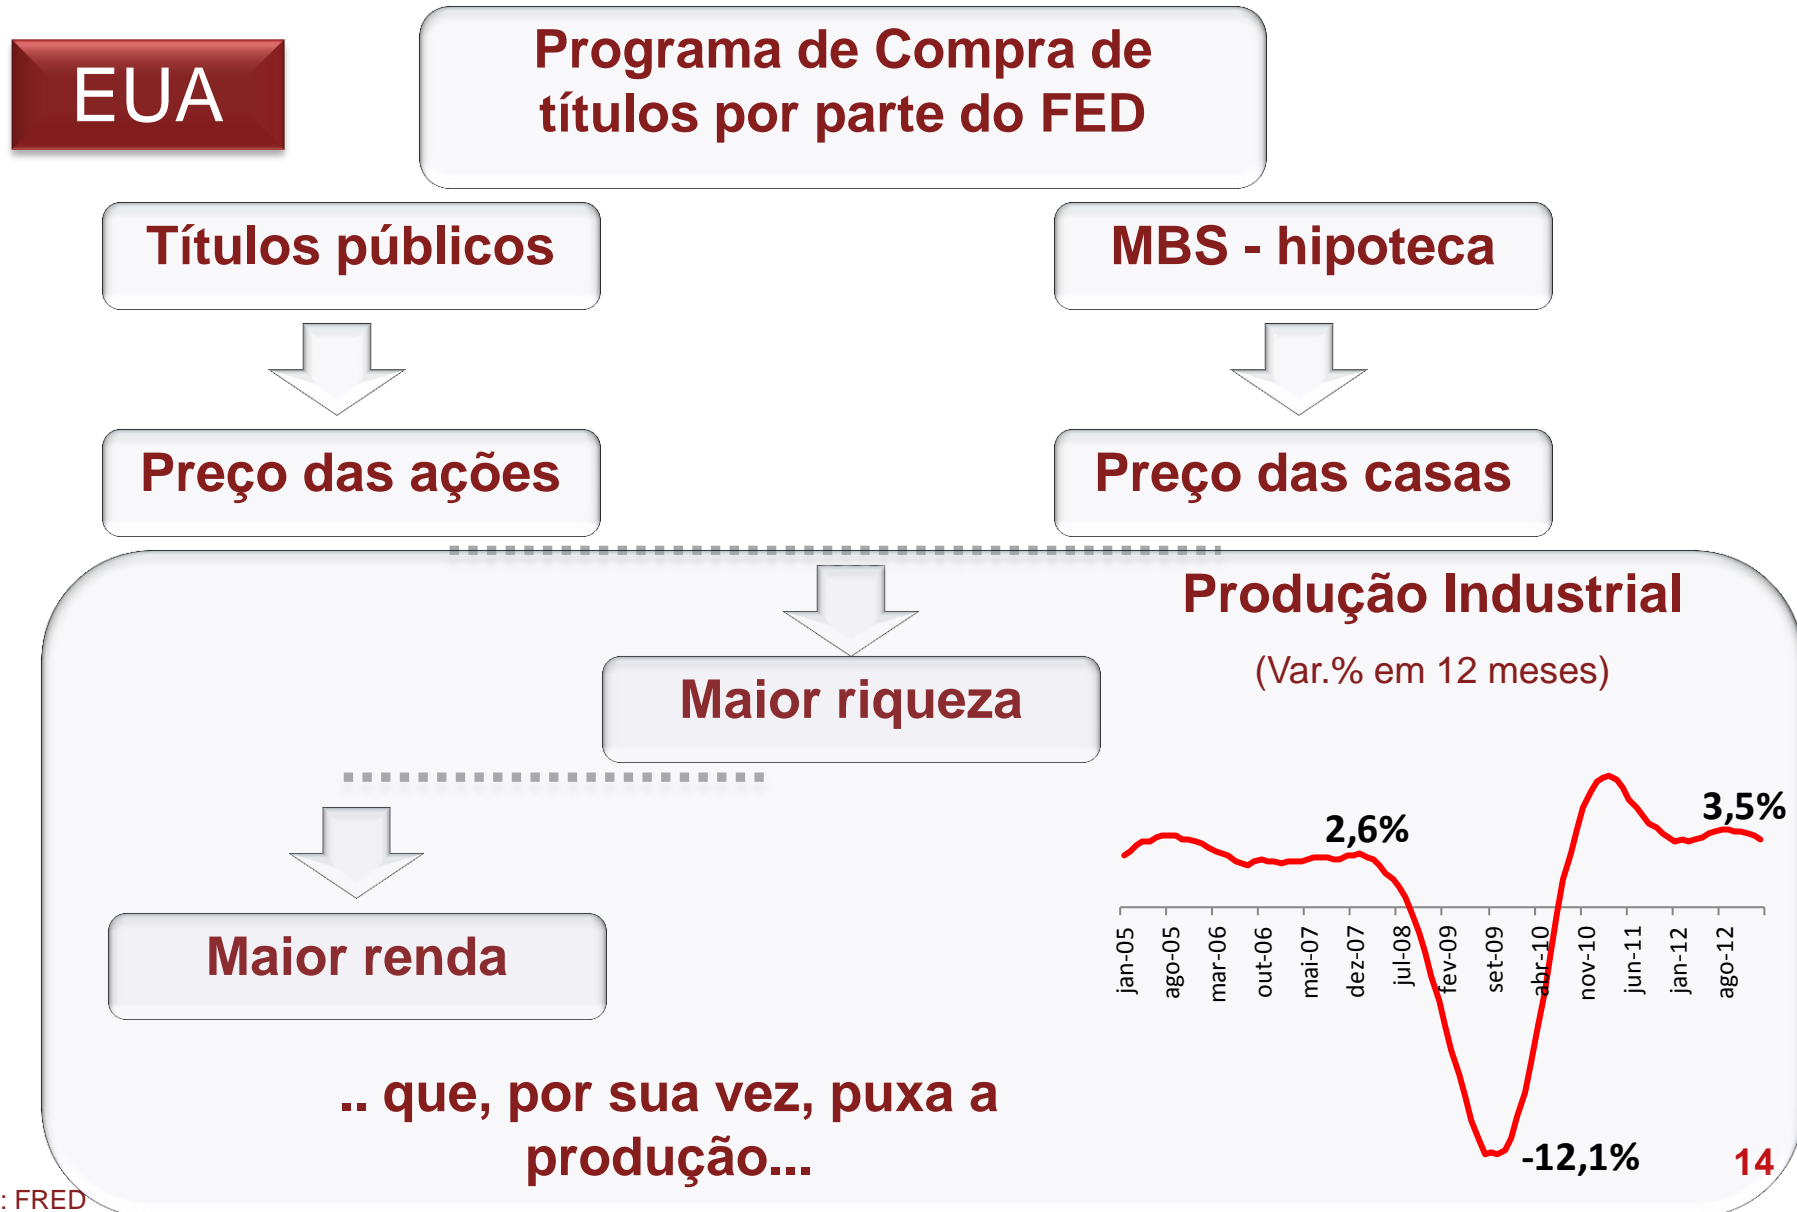 EUA
Programa de Compra de
títulos por parte do FED
Títulos públicos
MBS - hipoteca
Preço das ações
Preço das casas
Produção Industrial
(Var.% em 12 meses)
Maior riqueza
Maior renda
.. que, por sua vez, puxa a
produção...
2,6%
3,5%
-12,1%
jan-05
ago-05
mar-06
out-06
mai-07
dez-07
jul-08
fev-09
set-09
abr-10
nov-10
jun-11
jan-12
ago-12
14
: FRED